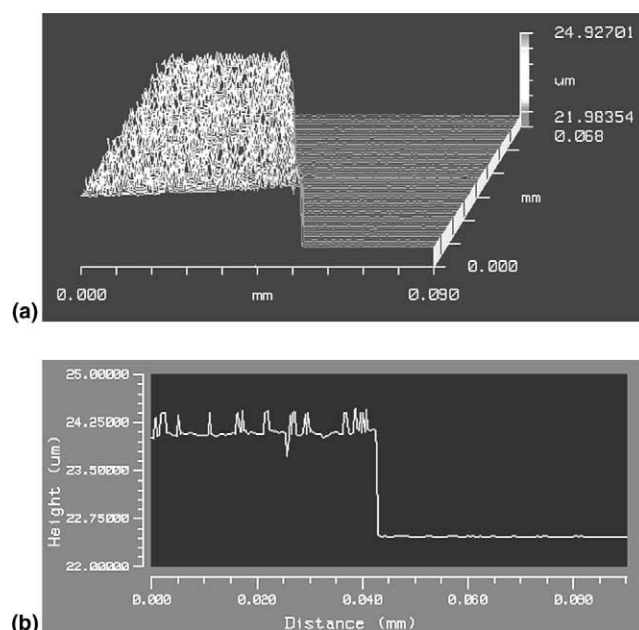 (a)
24.92701
um
21.98354
0.068
mm
0.000
0.000 mm 0.090
(b)
25.00000
24.25000
23.50000
22.75000
22.00000
Height (um)
0.000 0.020 0.040 0.060 0.080
Distance (mm)